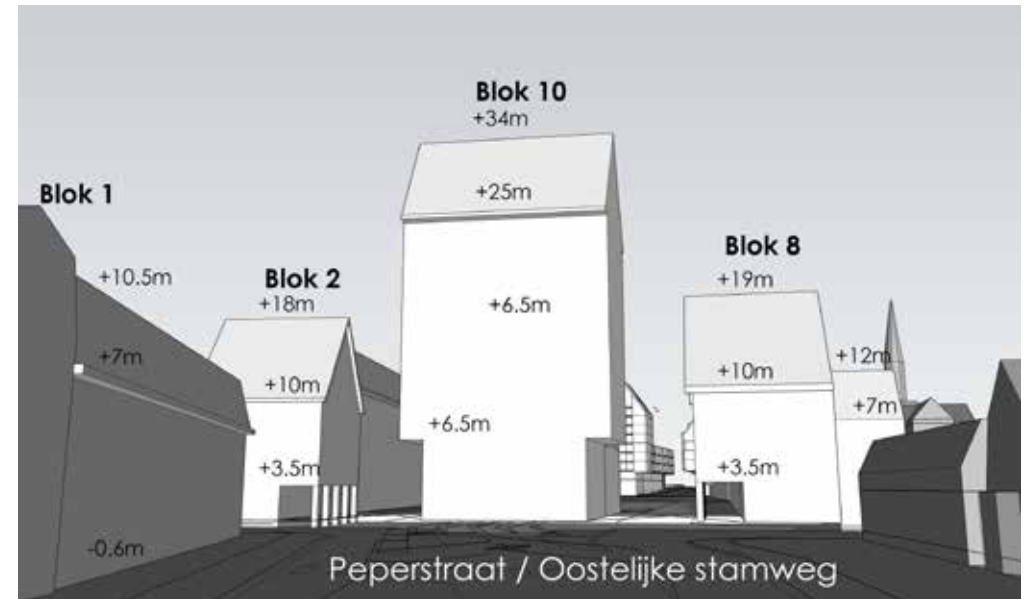 Blok 10
+34m
+25m
Blok 1
+10.5m
+7m
-0.6m
Blok 2
+18m
+10m
+3.5m
+6.5m
+6.5m
Blok 8
+19m
+10m
+12m
+7m
+3.5m
Peperstraat / Oostelijke stamweg